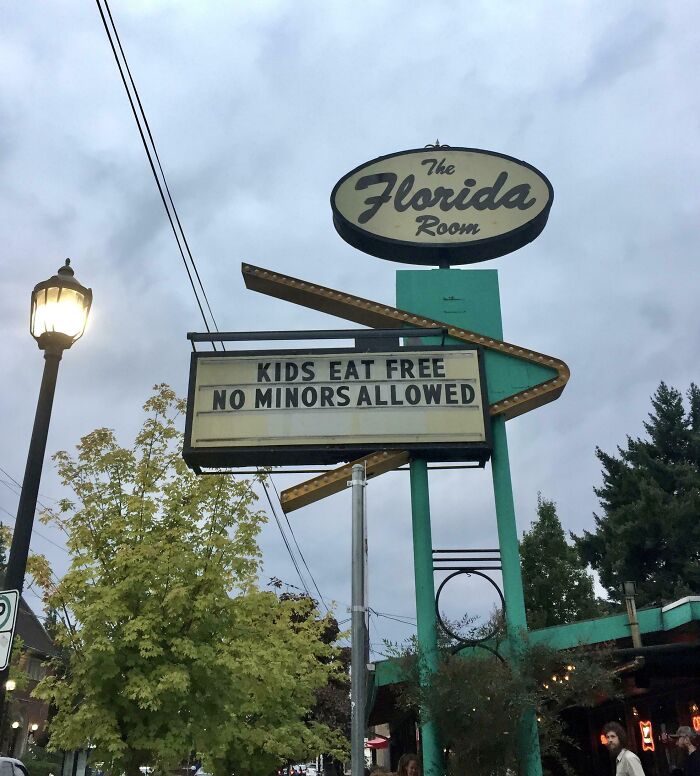 The
Florida
Room
KIDS EAT FREE
NO MINORS ALLOWED